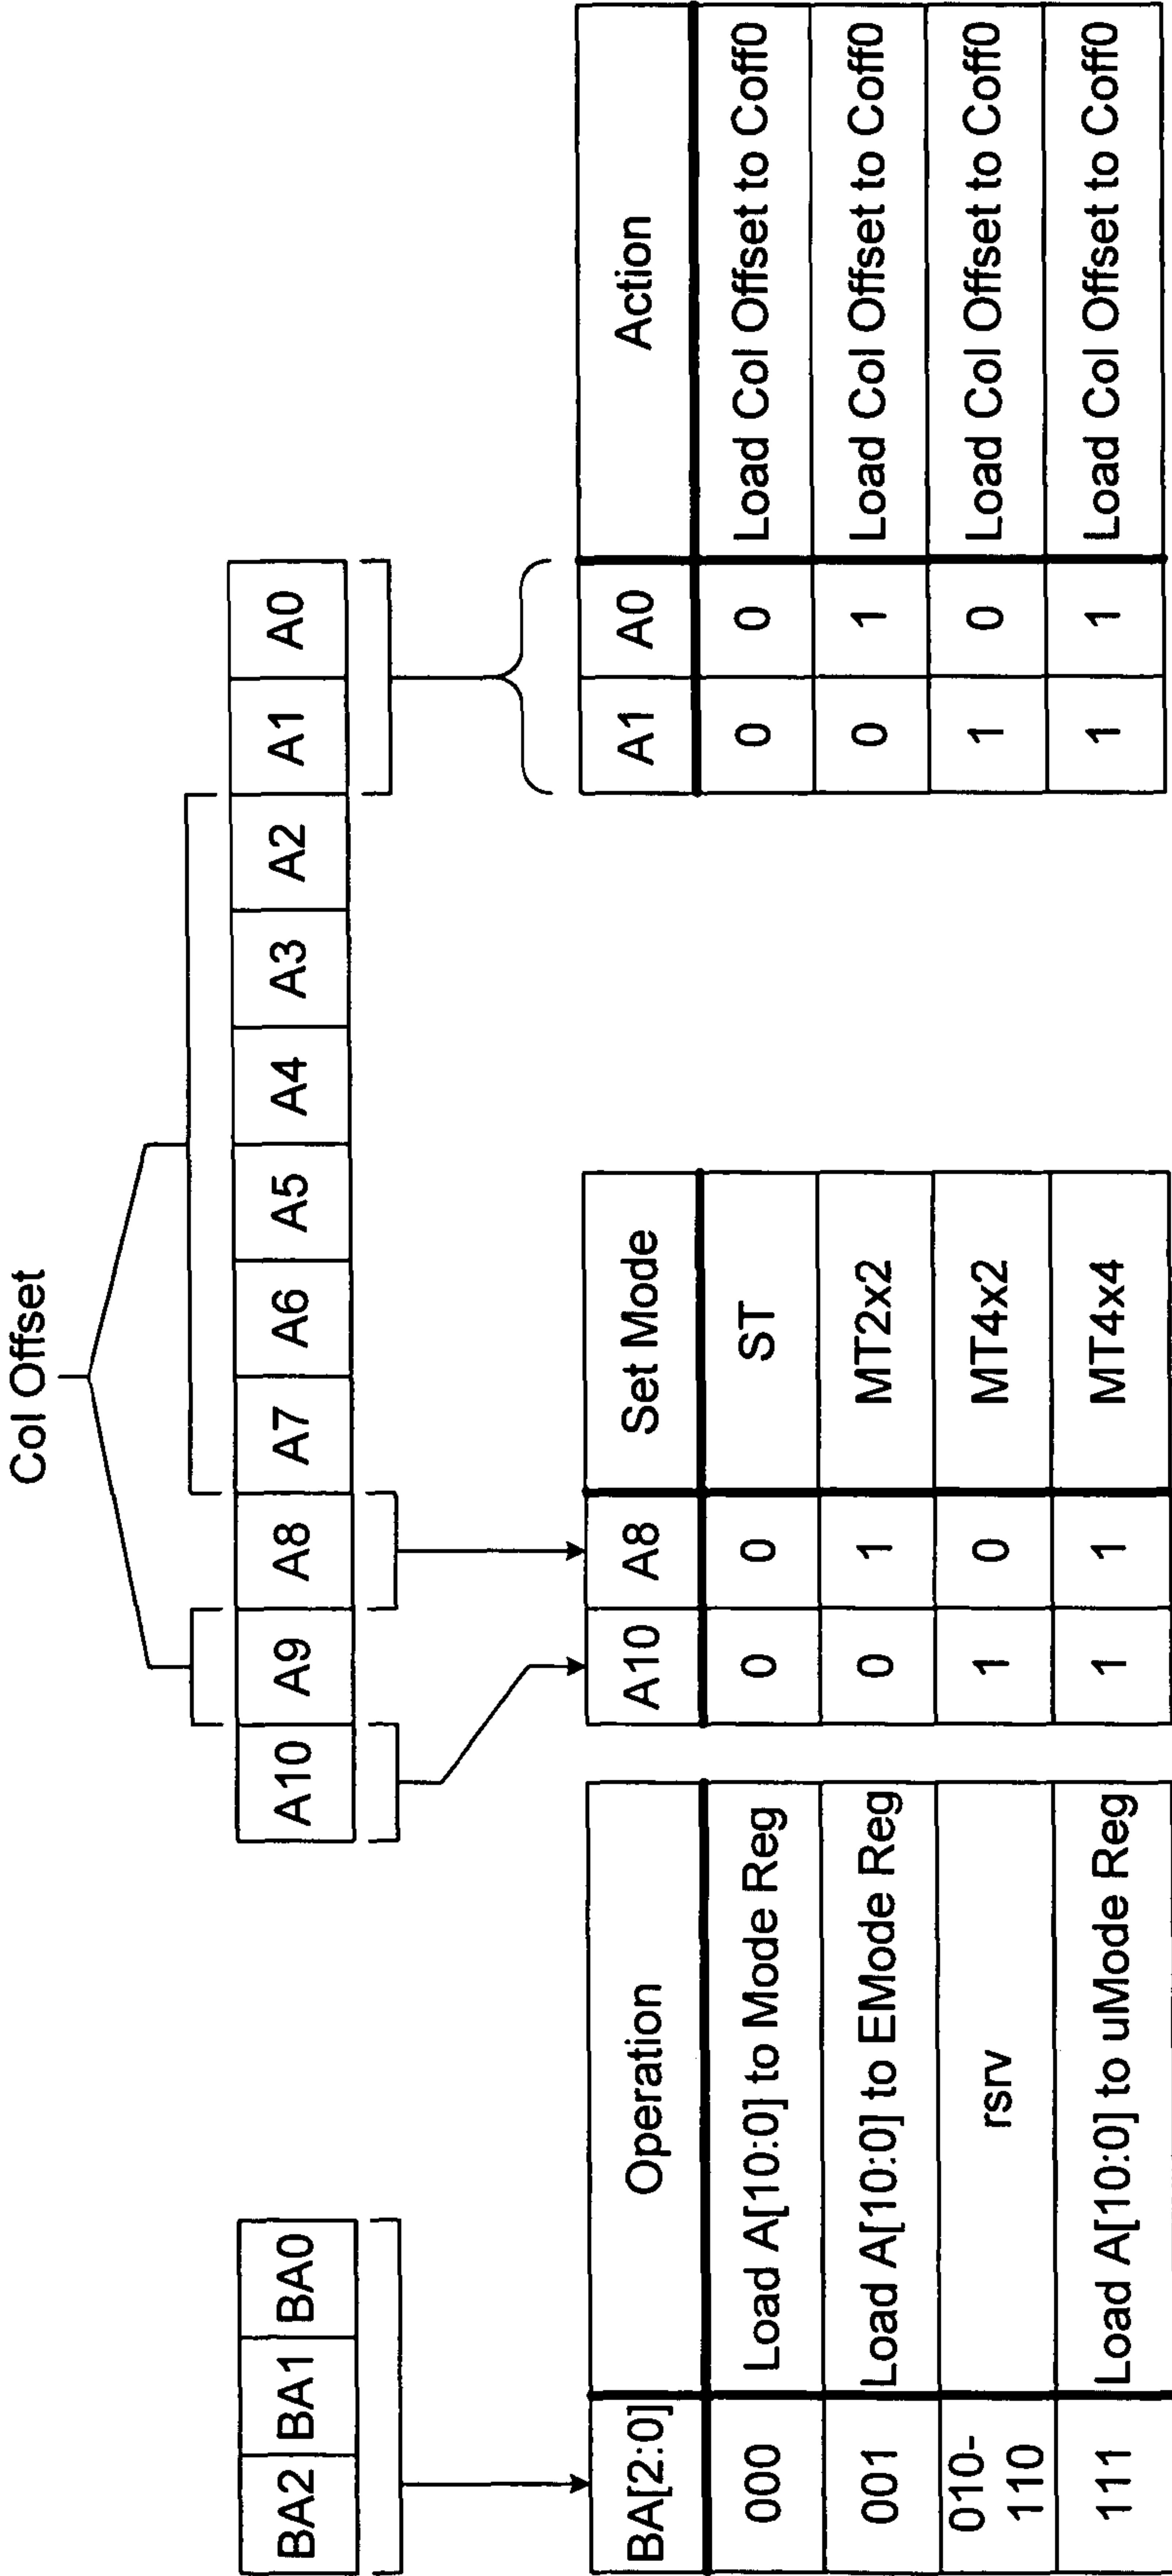 Col Offset
BA2 BA1 BA0
A10 A9 A8 A7 A6 A5 A4 A3 A2 A1 A0
BA[2:0] Operation
000 Load A[10:0] to Mode Reg
001 Load A[10:0] to EMode Reg
010-
110 rsrv
111 Load A[10:0] to uMode Reg
A10 A8 Set Mode
0 0 ST
0 1 MT2x2
1 0 MT4x2
1 1 MT4x4
A1 A0 Action
0 0 Load Col Offset to Coff0
0 1 Load Col Offset to Coff0
1 0 Load Col Offset to Coff0
1 1 Load Col Offset to Coff0